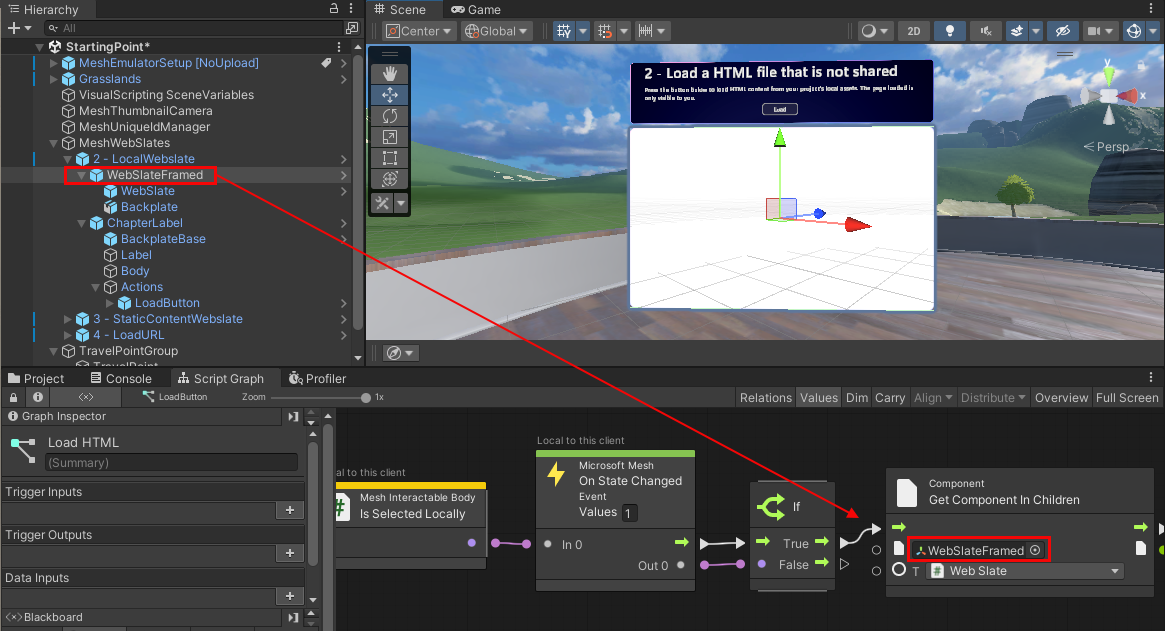 Hierarchy
All
StartingPoint*
MeshEmulatorSetup [NoUpload]
Grasslands
VisualScripting SceneVariables
MeshThumbnailCamera
MeshUniqueIdManager
MeshWebSlates
2 - LocalWebslate
WebSlateFramed
WebSlate
Backplate
ChapterLabel
BackplateBase
Label
Body
Actions
LoadButton
3 - StaticContentWebslate
4 - LoadURL
TravelPointGroup
TravelPoint
Scene
Game
Center
Global
2D
2 - Load a HTML file that is not shared
Press the button below to load HTML content from your project's local assets. The page loaded is
only visible to you.
Load
y
x
Persp
Project
Console
Script Graph
Profiler
LoadButton
Zoom
1x
Relations
Values
Dim
Carry
Align
Distribute
Overview
Full Screen
Graph Inspector
Load HTML
(Summary)
Trigger Inputs
Trigger Outputs
Data Inputs
Blackboard
al to this client
Mesh Interactable Body
Is Selected Locally
Local to this client
Microsoft Mesh
On State Changed
Event
Values 1
In 0
Out 0
If
True
False
Component
Get Component In Children
WebSlateFramed
T
Web Slate